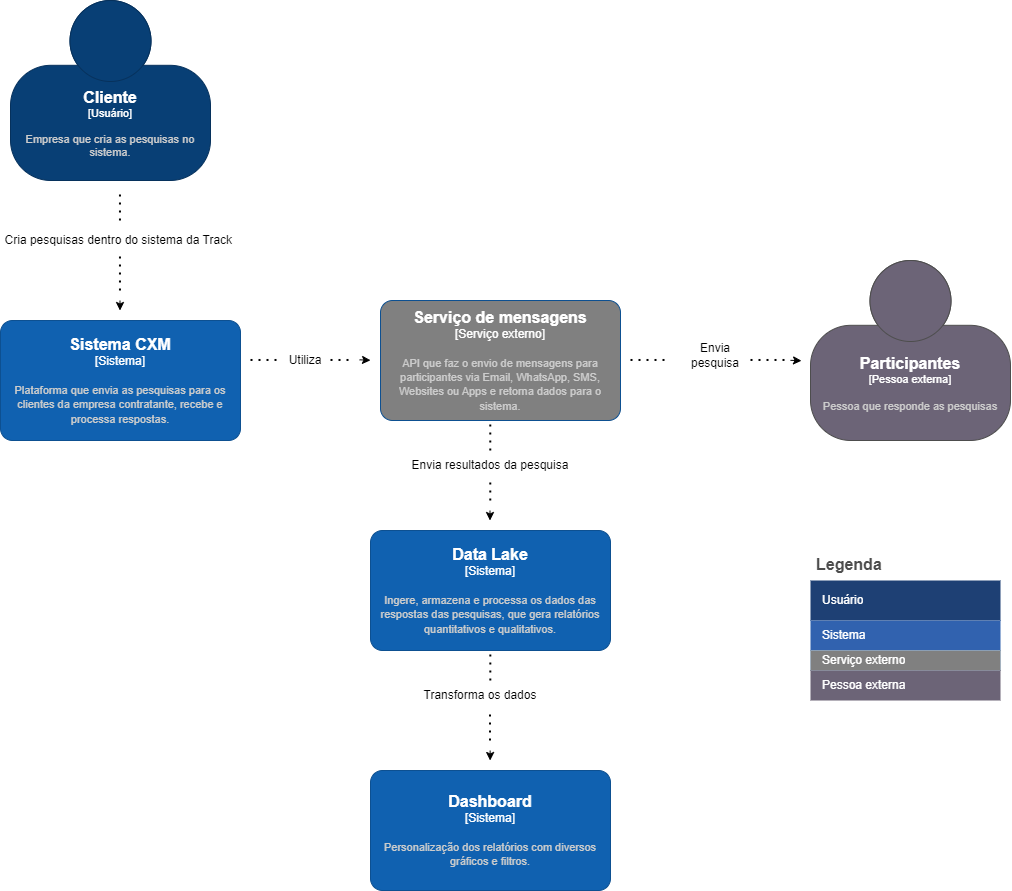 Cliente
[Usuário]
Empresa que cria as pesquisas no
sistema.
Cria pesquisas dentro do sistema da Track
Sistema CXM
[Sistema]
Plataforma que envia as pesquisas para os
clientes da empresa contratante, recebe e
processa respostas.
Utiliza
Serviço de mensagens
[Serviço externo]
API que faz o envio de mensagens para
participantes via Email, WhatsApp, SMS,
Websites ou Apps e retorna dados para o
sistema.
Envia
pesquisa
Participantes
[Pessoa externa]
Pessoa que responde as pesquisas
Envia resultados da pesquisa
Data Lake
[Sistema]
Ingere, armazena e processa os dados das
respostas das pesquisas, que gera relatórios
quantitativos e qualitativos.
Transforma os dados
Dashboard
[Sistema]
Personalização dos relatórios com diversos
gráficos e filtros.
Legenda
Usuário
Sistema
Serviço externo
Pessoa externa